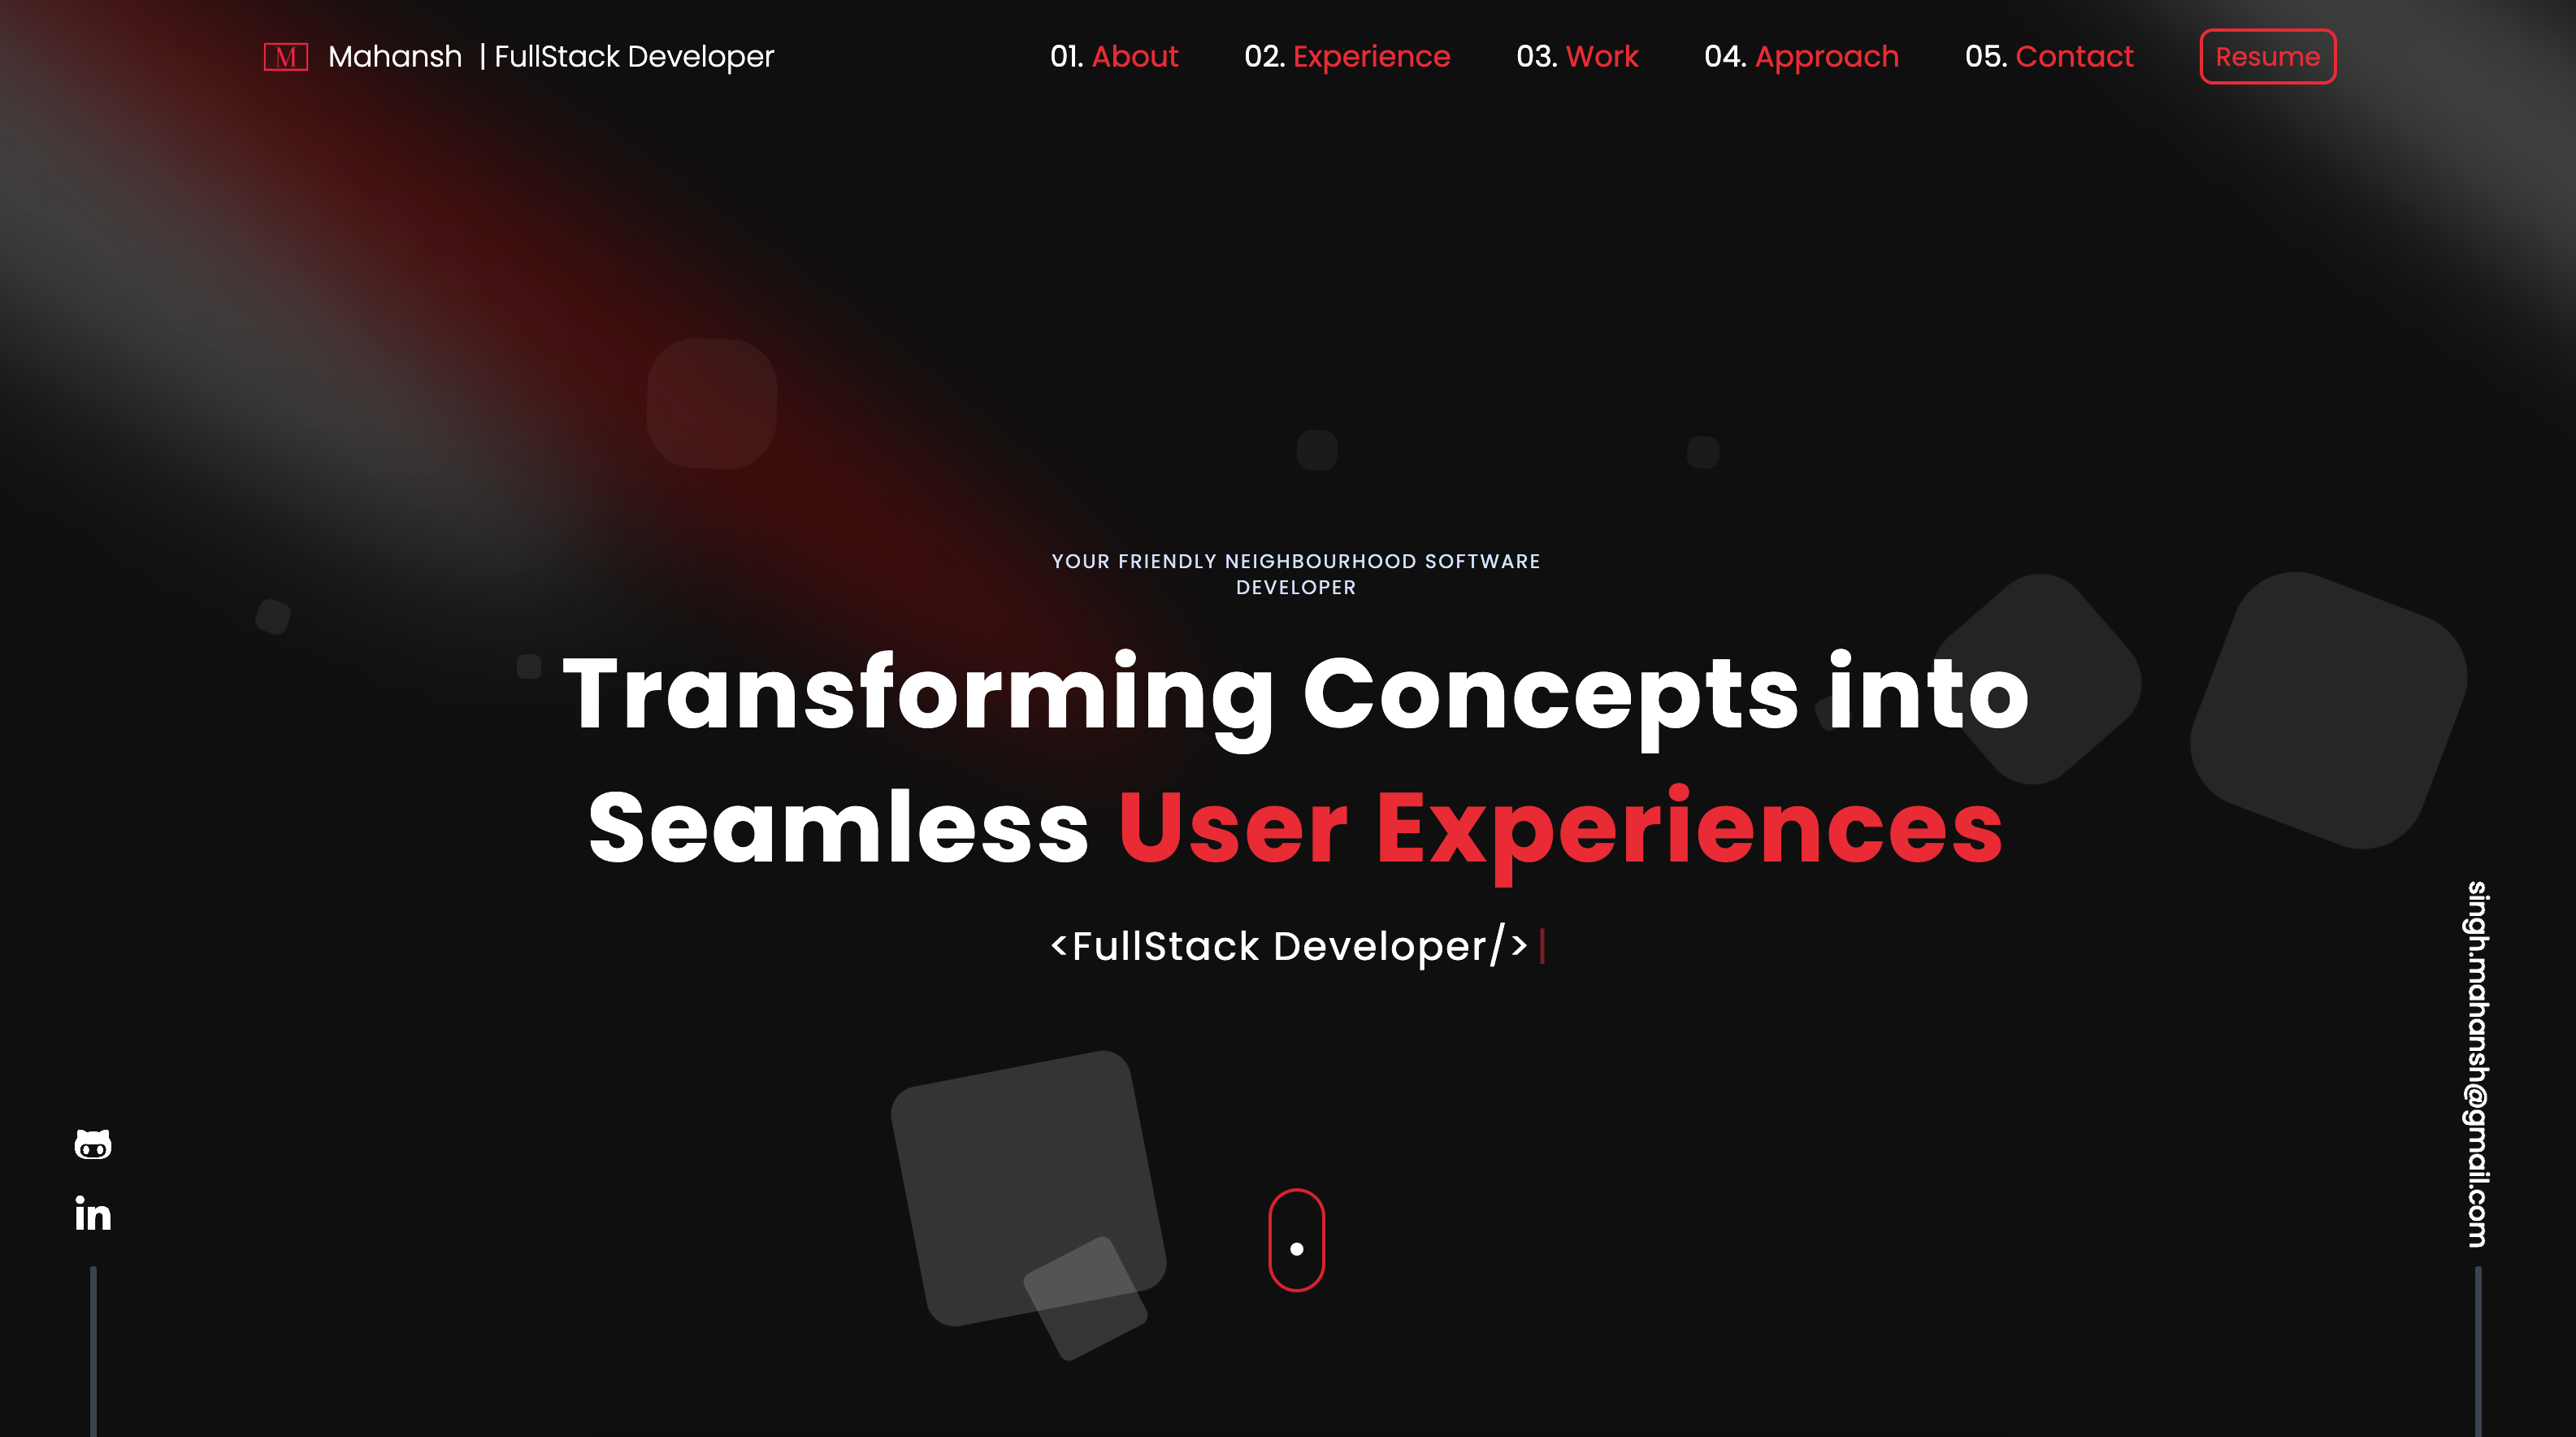 M Mahansh | FullStack Developer
01. About 02. Experience 03. Work 04. Approach 05. Contact Resume
YOUR FRIENDLY NEIGHBOURHOOD SOFTWARE
DEVELOPER
Transforming Concepts into
Seamless User Experiences
<FullStack Developer/>|
in
singh.mahansh@gmail.com